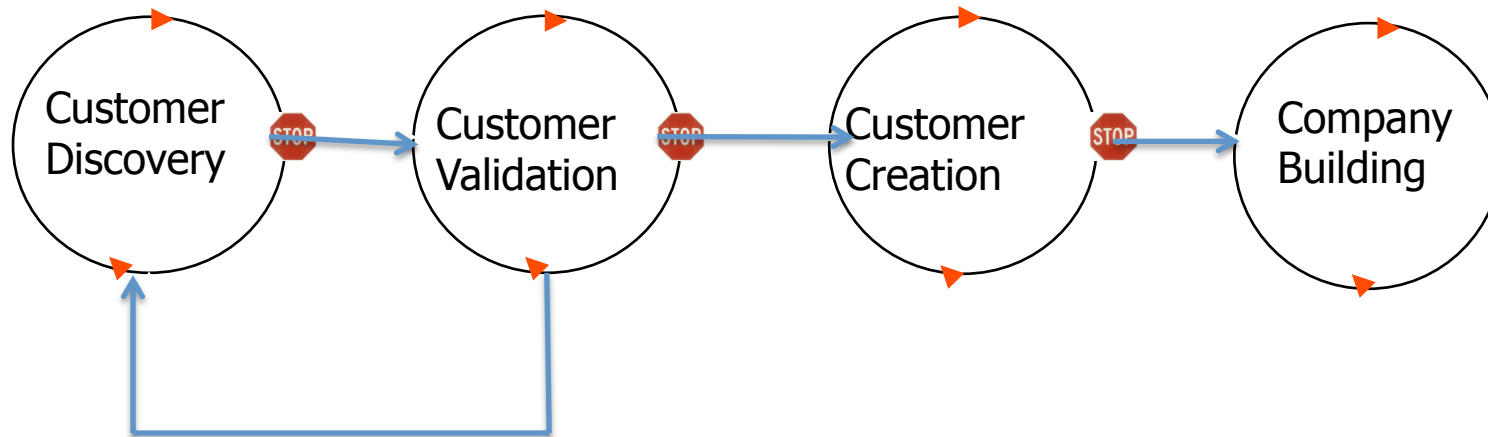 Customer
Discovery
STOP
Customer
Validation
STOP
Customer
Creation
STOP
Company
Building